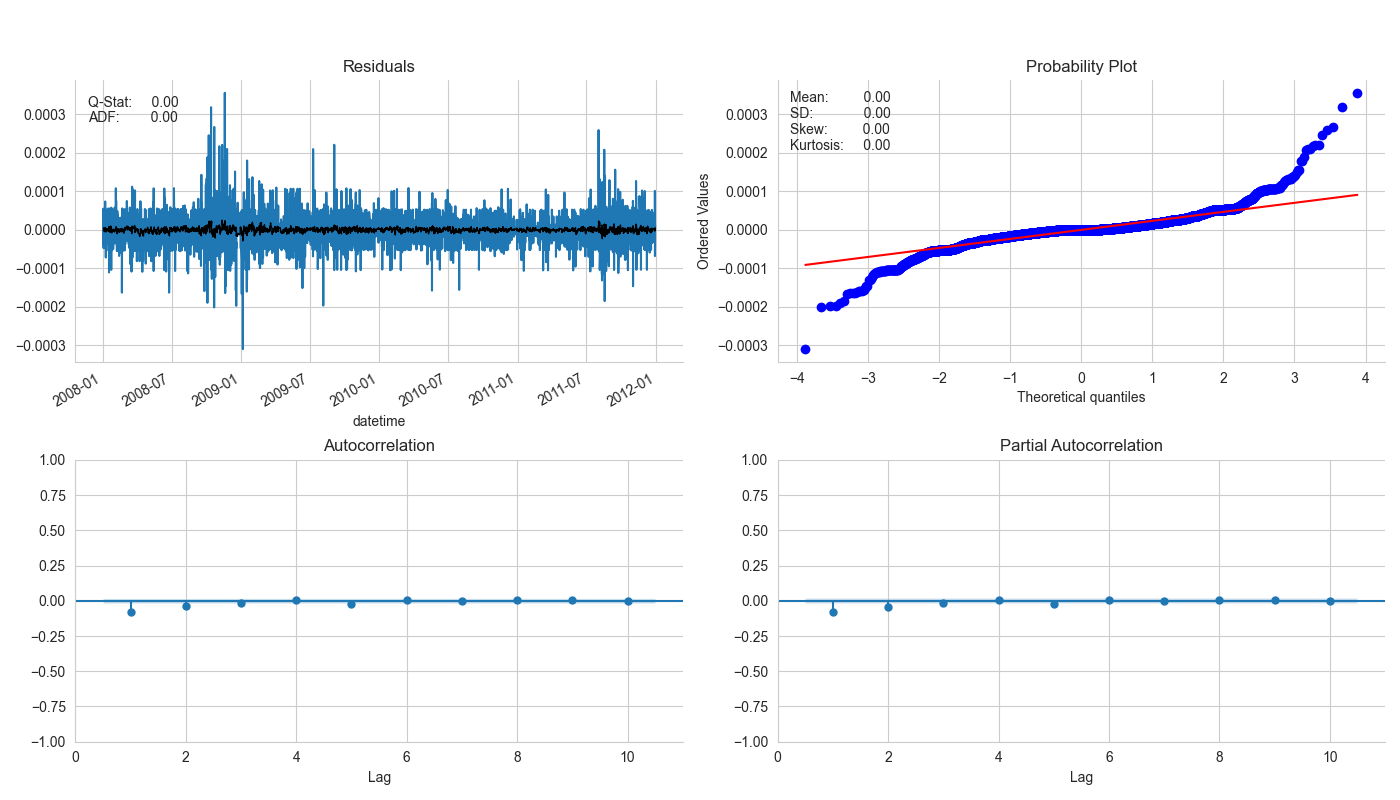 Residuals
Q-Stat: 0.00
ADF: 0.00
0.0003
0.0002
0.0001
0.0000
−0.0001
−0.0002
−0.0003
2008-01 2008-07 2009-01 2009-07 2010-01 2010-07 2011-01 2011-07 2012-01
datetime
Probability Plot
Mean: 0.00
SD: 0.00
Skew: 0.00
Kurtosis: 0.00
Ordered Values
0.0003
0.0002
0.0001
0.0000
−0.0001
−0.0002
−0.0003
−4 −3 −2 −1 0 1 2 3 4
Theoretical quantiles
Autocorrelation
1.00
0.75
0.50
0.25
0.00
−0.25
−0.50
−0.75
−1.00
0 2 4 6 8 10
Lag
Partial Autocorrelation
1.00
0.75
0.50
0.25
0.00
−0.25
−0.50
−0.75
−1.00
0 2 4 6 8 10
Lag